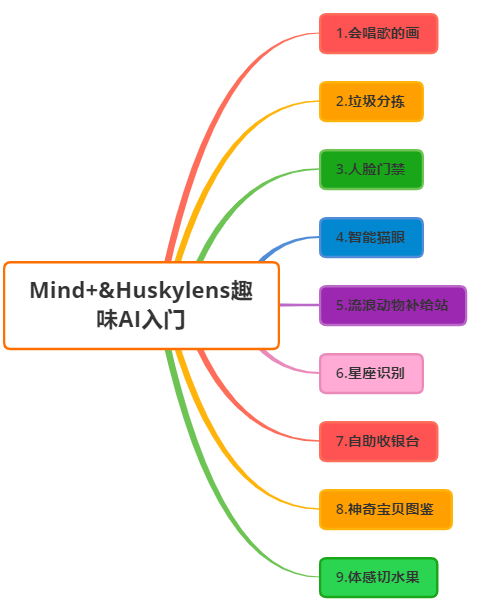 1.会唱歌的画
2.垃圾分拣
3.人脸门禁
4.智能猫眼
Mind+&Huskylens趣
味AI入门
5.流浪动物补给站
6.星座识别
7.自助收银台
8.神奇宝贝图鉴
9.体感切水果